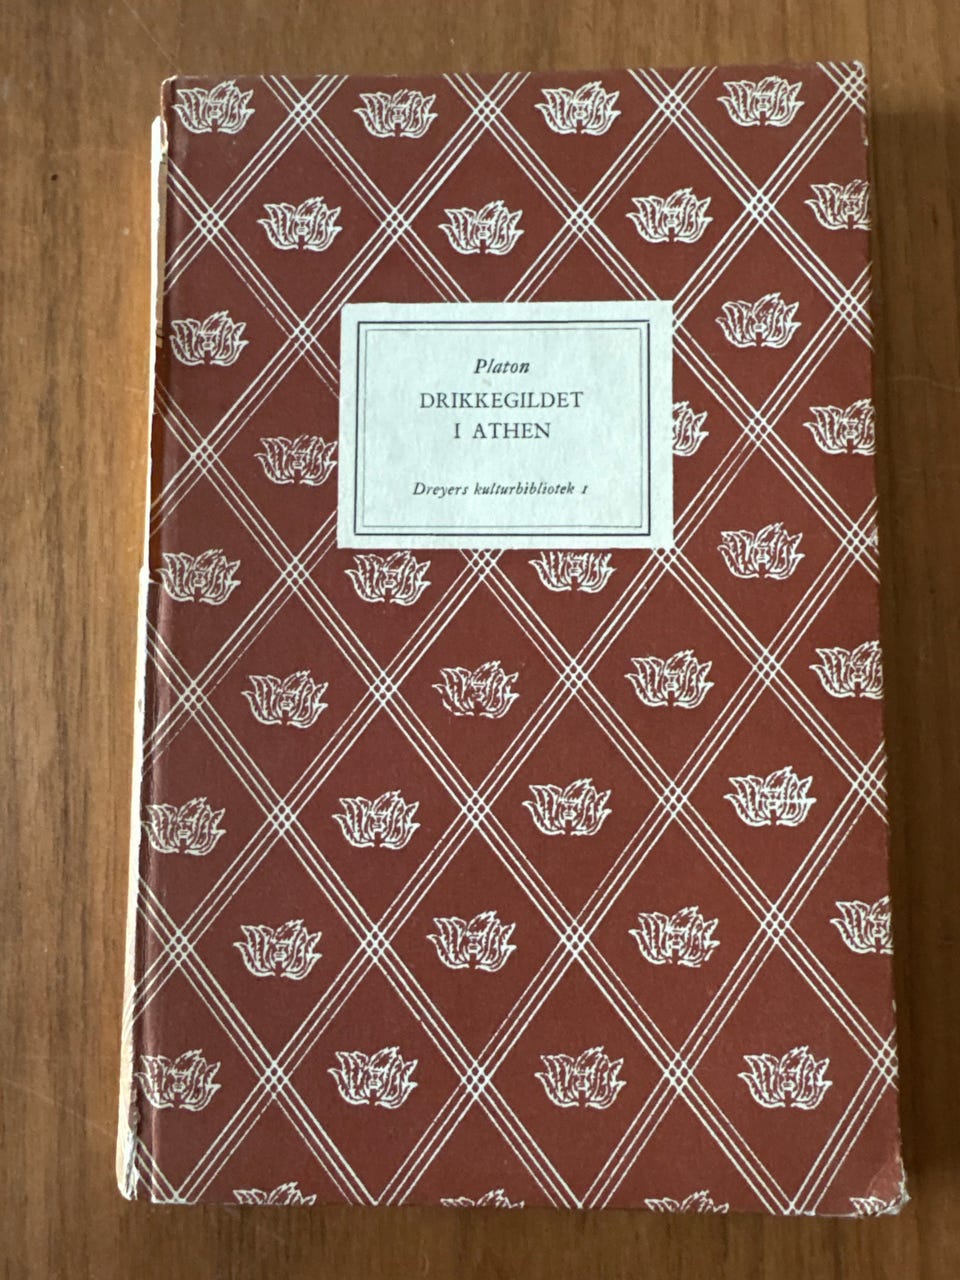 Platon
DRIKKEGILDET
I ATHEN
Dreyers kulturbibliotek 1